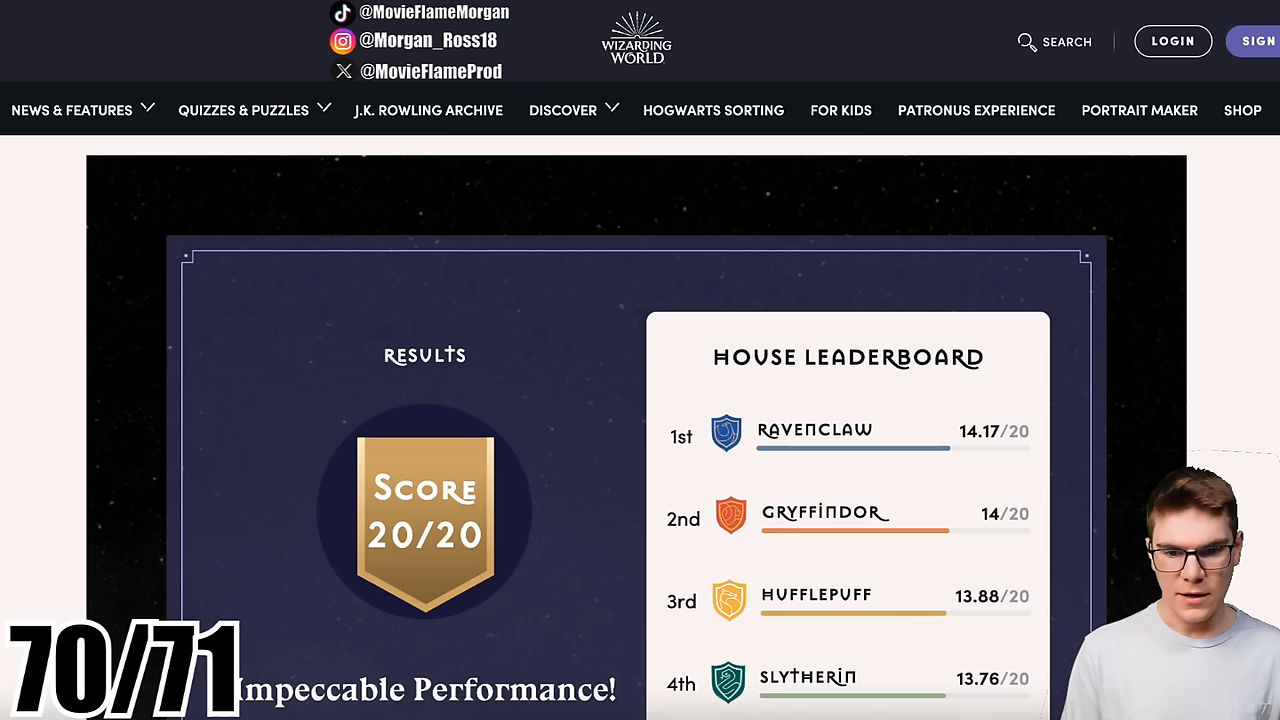 @MovieFlameMorgan
@Morgan_Ross18
@MovieFlameProd
WIZARDING
WORLD
SEARCH
LOGIN
SIGN
NEWS & FEATURES
QUIZZES & PUZZLES
J.K. ROWLING ARCHIVE
DISCOVER
HOGWARTS SORTING
FOR KIDS
PATRONUS EXPERIENCE
PORTRAIT MAKER
SHOP
RESULTS
SCORE
20/20
Impeccable Performance!
HOUSE LEADERBOARD
1st RAVENCLAW 14.17/20
2nd GRYFFINDOR 14/20
3rd HUFFLEPUFF 13.88/20
4th SLYTHERIN 13.76/20
70/71